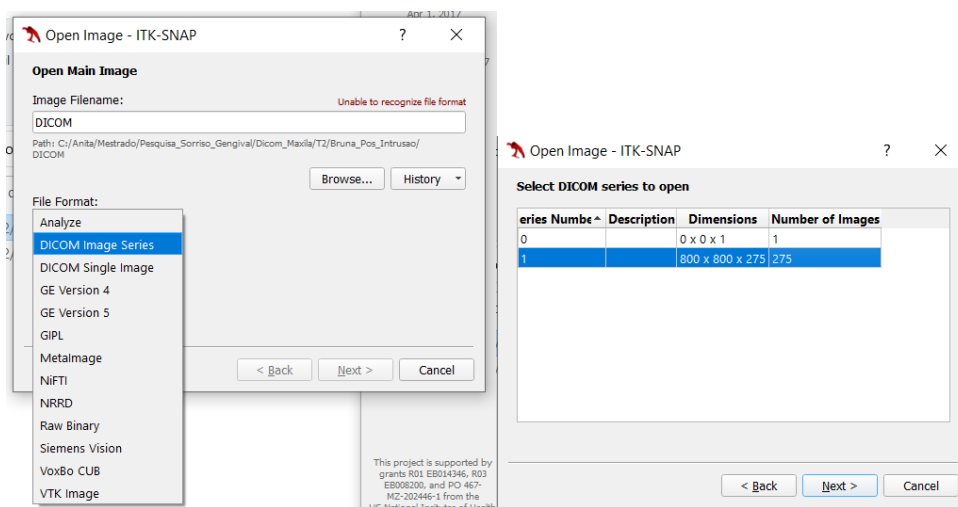 Apr 1, 2017
Open Image - ITK-SNAP
?
Open Main Image
Image Filename:
Unable to recognize file format
DICOM
Path: C:/Anita/Mestrado/Pesquisa_Sorriso_Gengival/Dicom_Maxila/T2/Bruna_Pos_Intrusao/
DICOM
Browse...
History
File Format:
Analyze
DICOM Image Series
DICOM Single Image
GE Version 4
GE Version 5
GIPL
MetaImage
NiFTI
NRRD
Raw Binary
Siemens Vision
VoxBo CUB
VTK Image
< Back
Next >
Cancel
This project is supported by
grants R01 EB014346, R03
EB008200, and PO 467-
MZ-202446-1 from the
US National Institutes of Health
Open Image - ITK-SNAP
?
Select DICOM series to open
eries Numbe Description Dimensions Number of Images
0 0 x 0 x 1 1
1 800 x 800 x 275 275
< Back
Next >
Cancel